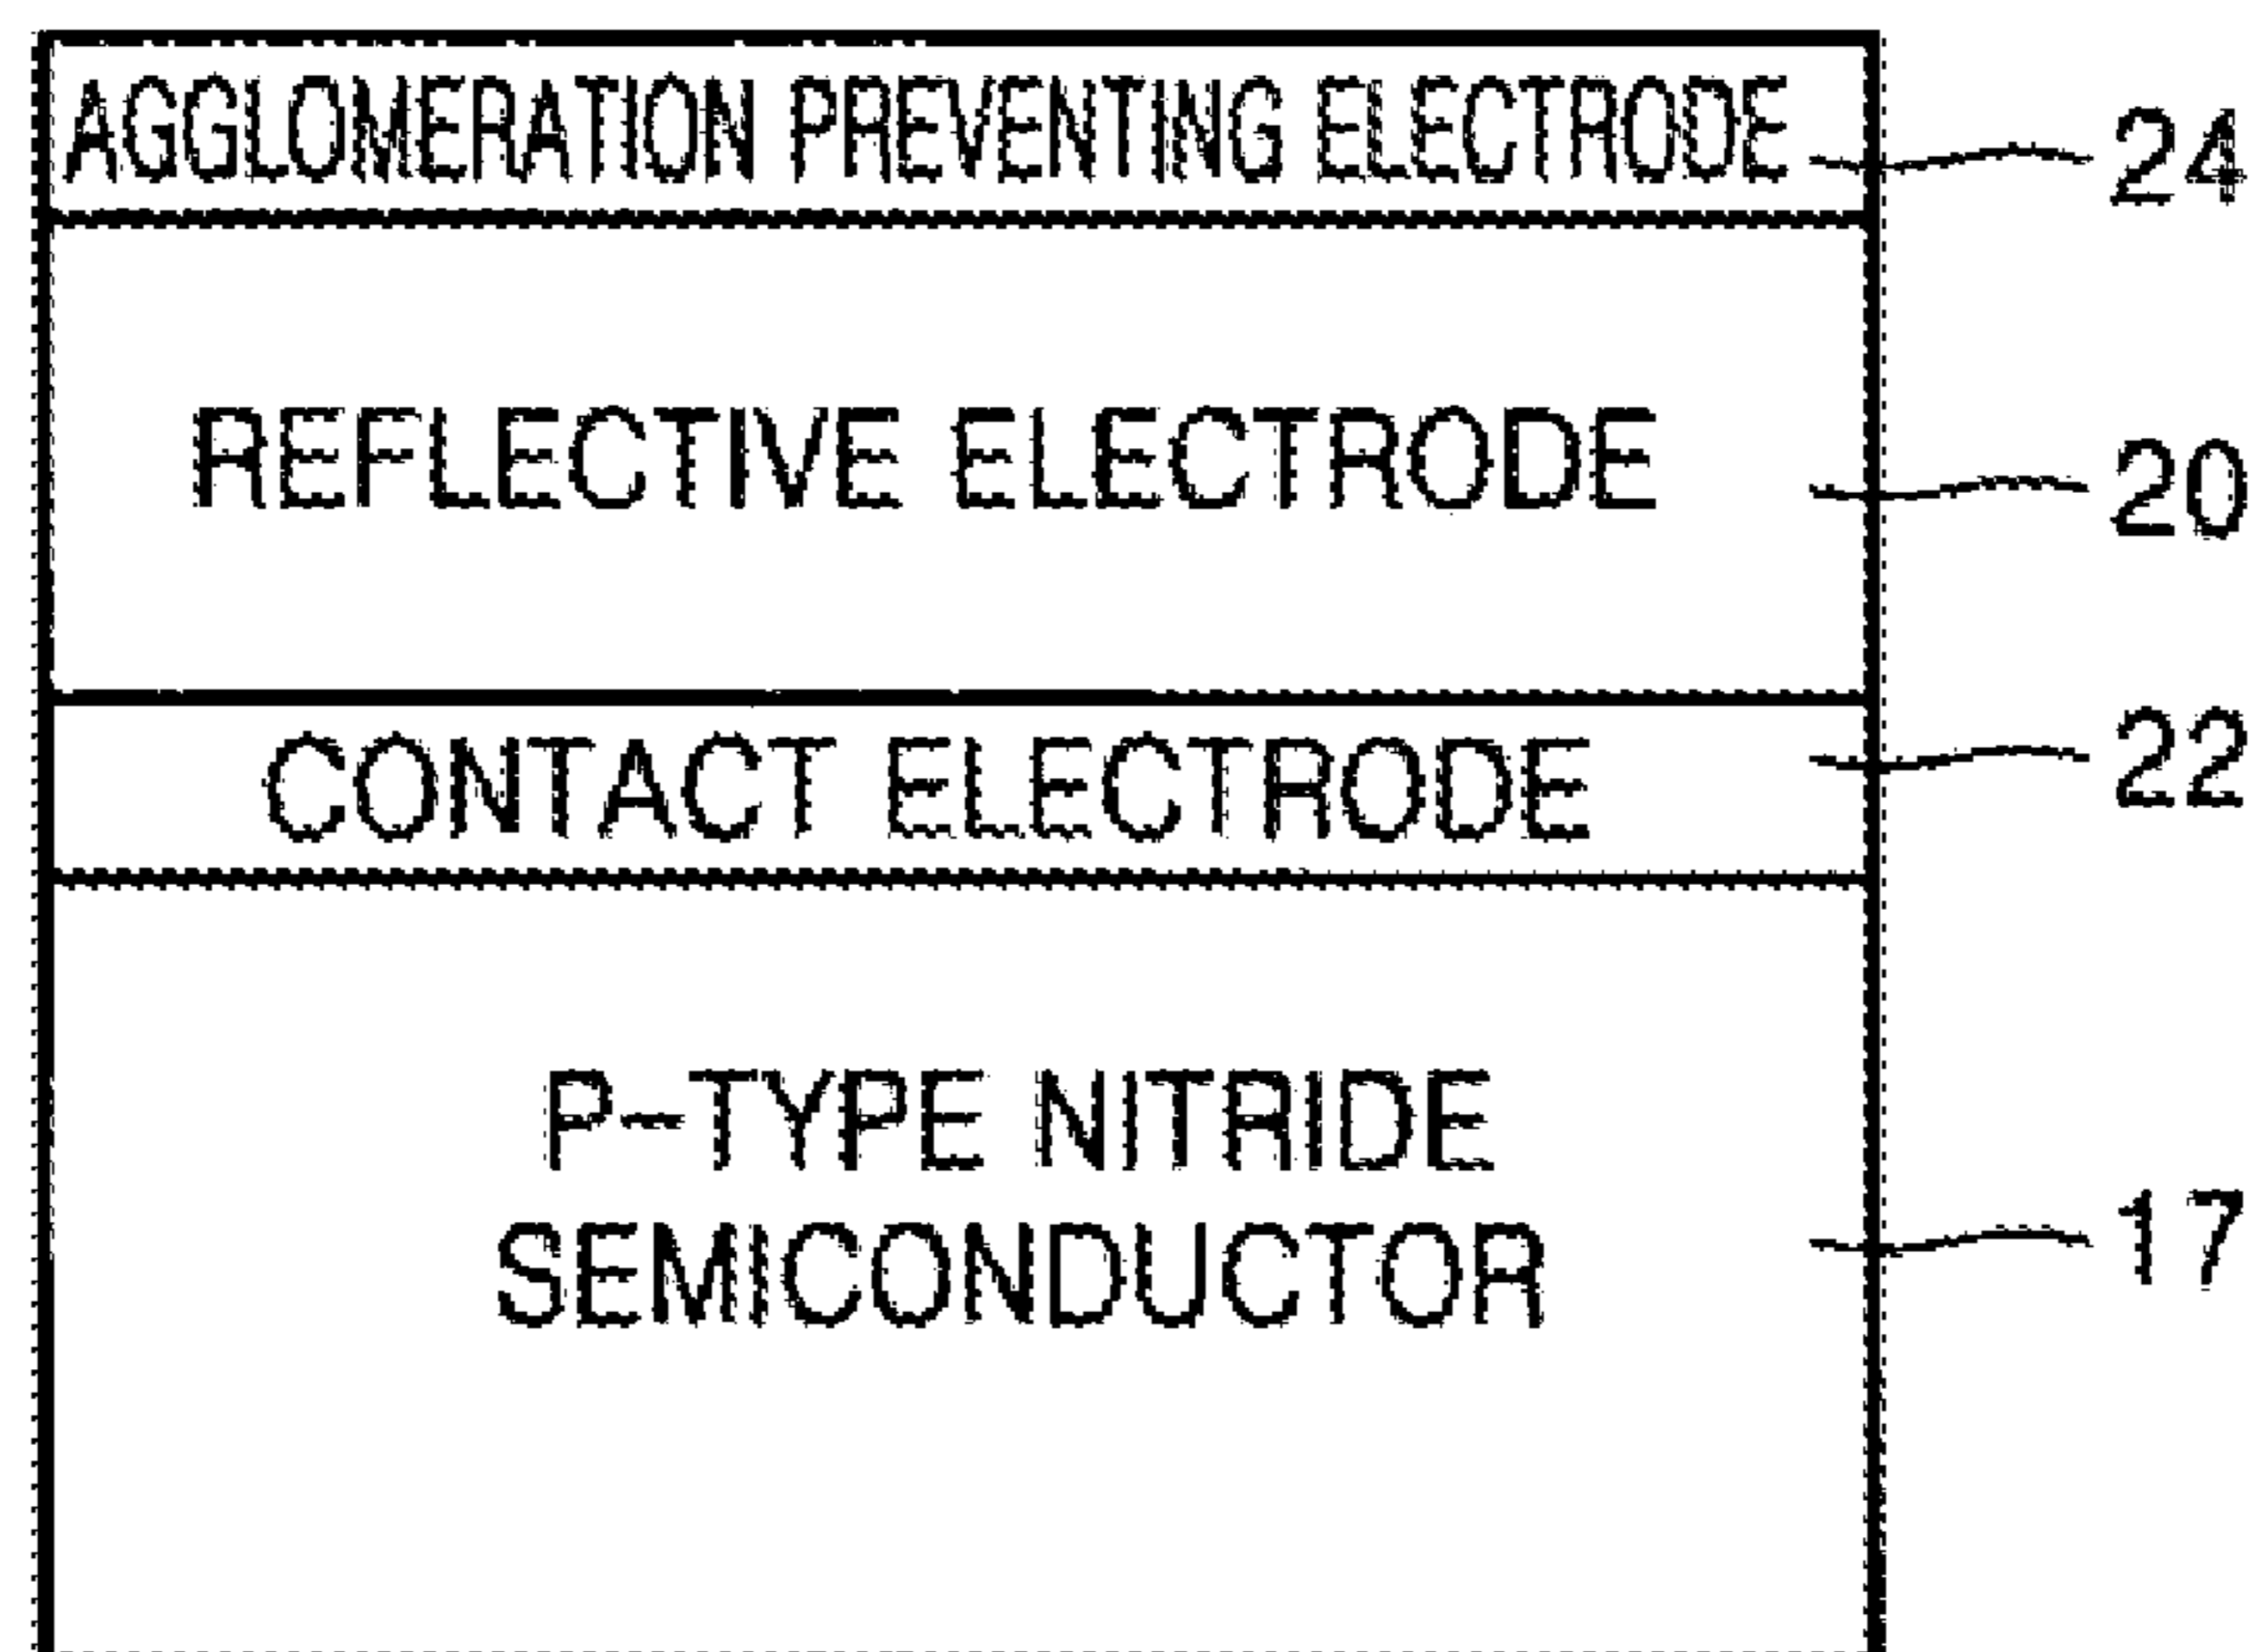 AGGLOMERATION PREVENTING ELECTRODE 24
REFLECTIVE ELECTRODE 20
CONTACT ELECTRODE 22
P-TYPE NITRIDE
SEMICONDUCTOR 17